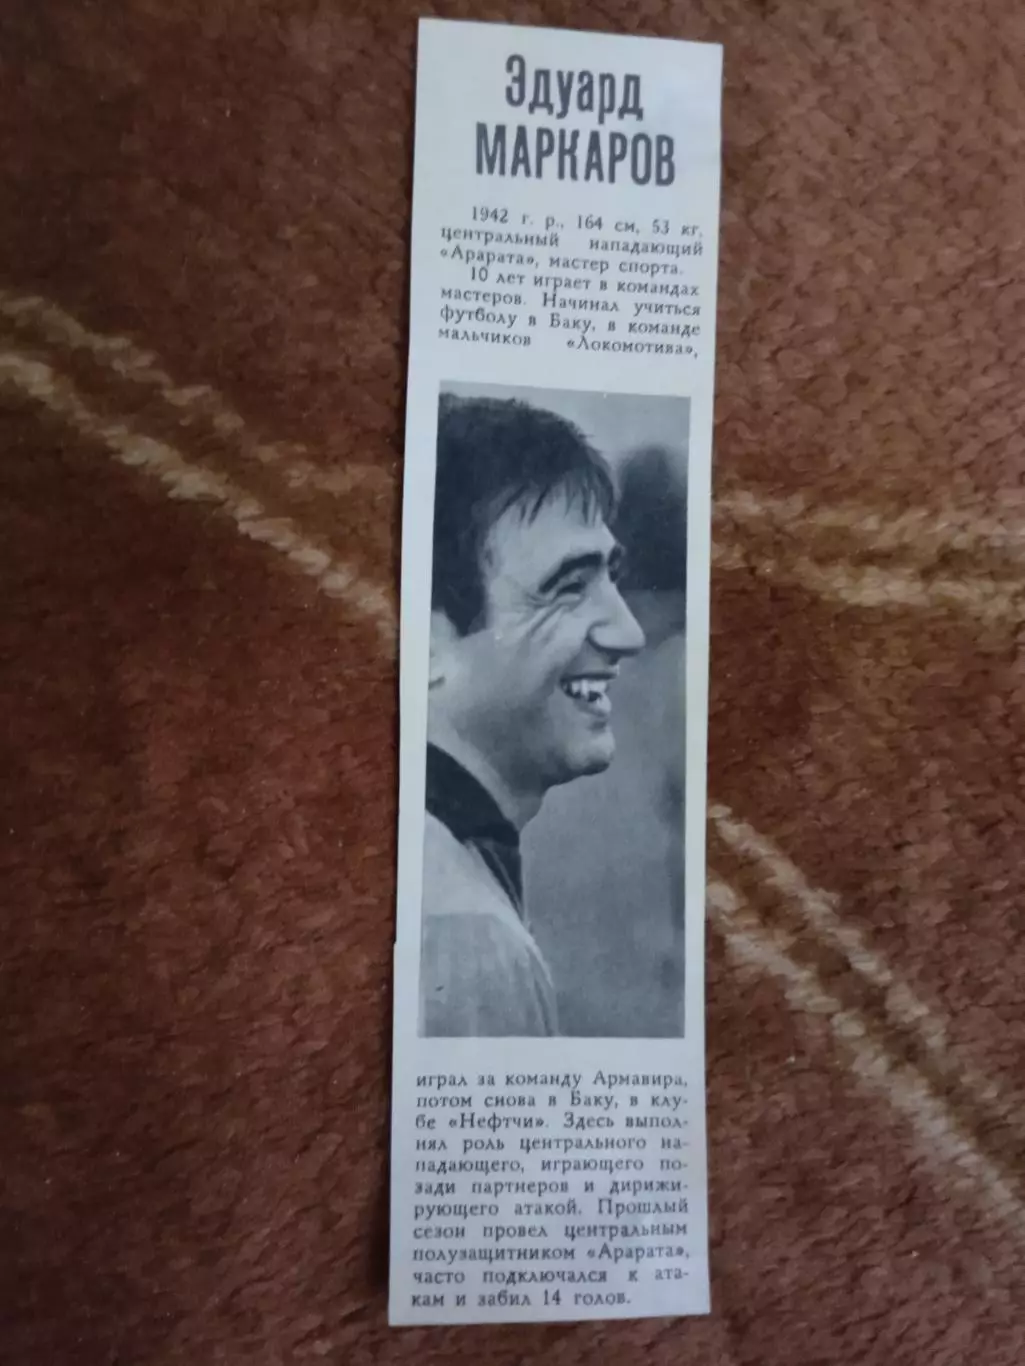 Эдуард
МАРКАРОВ
1942 г. р., 164 см, 53 кг,
центральный нападающий
«Арарата», мастер спорта.
10 лет играет в командах
мастеров. Начинал учиться
футболу в Баку, в команде
мальчиков «Локомотива»,
играл за команду Армавира,
потом снова в Баку, в клу-
бе «Нефтчи». Здесь выпол-
нял роль центрального на-
падающего, играющего по-
зади партнеров и дирижи-
рующего атакой. Прошлый
сезон провел центральным
полузащитником «Арарата»,
часто подключался к ата-
кам и забил 14 голов.